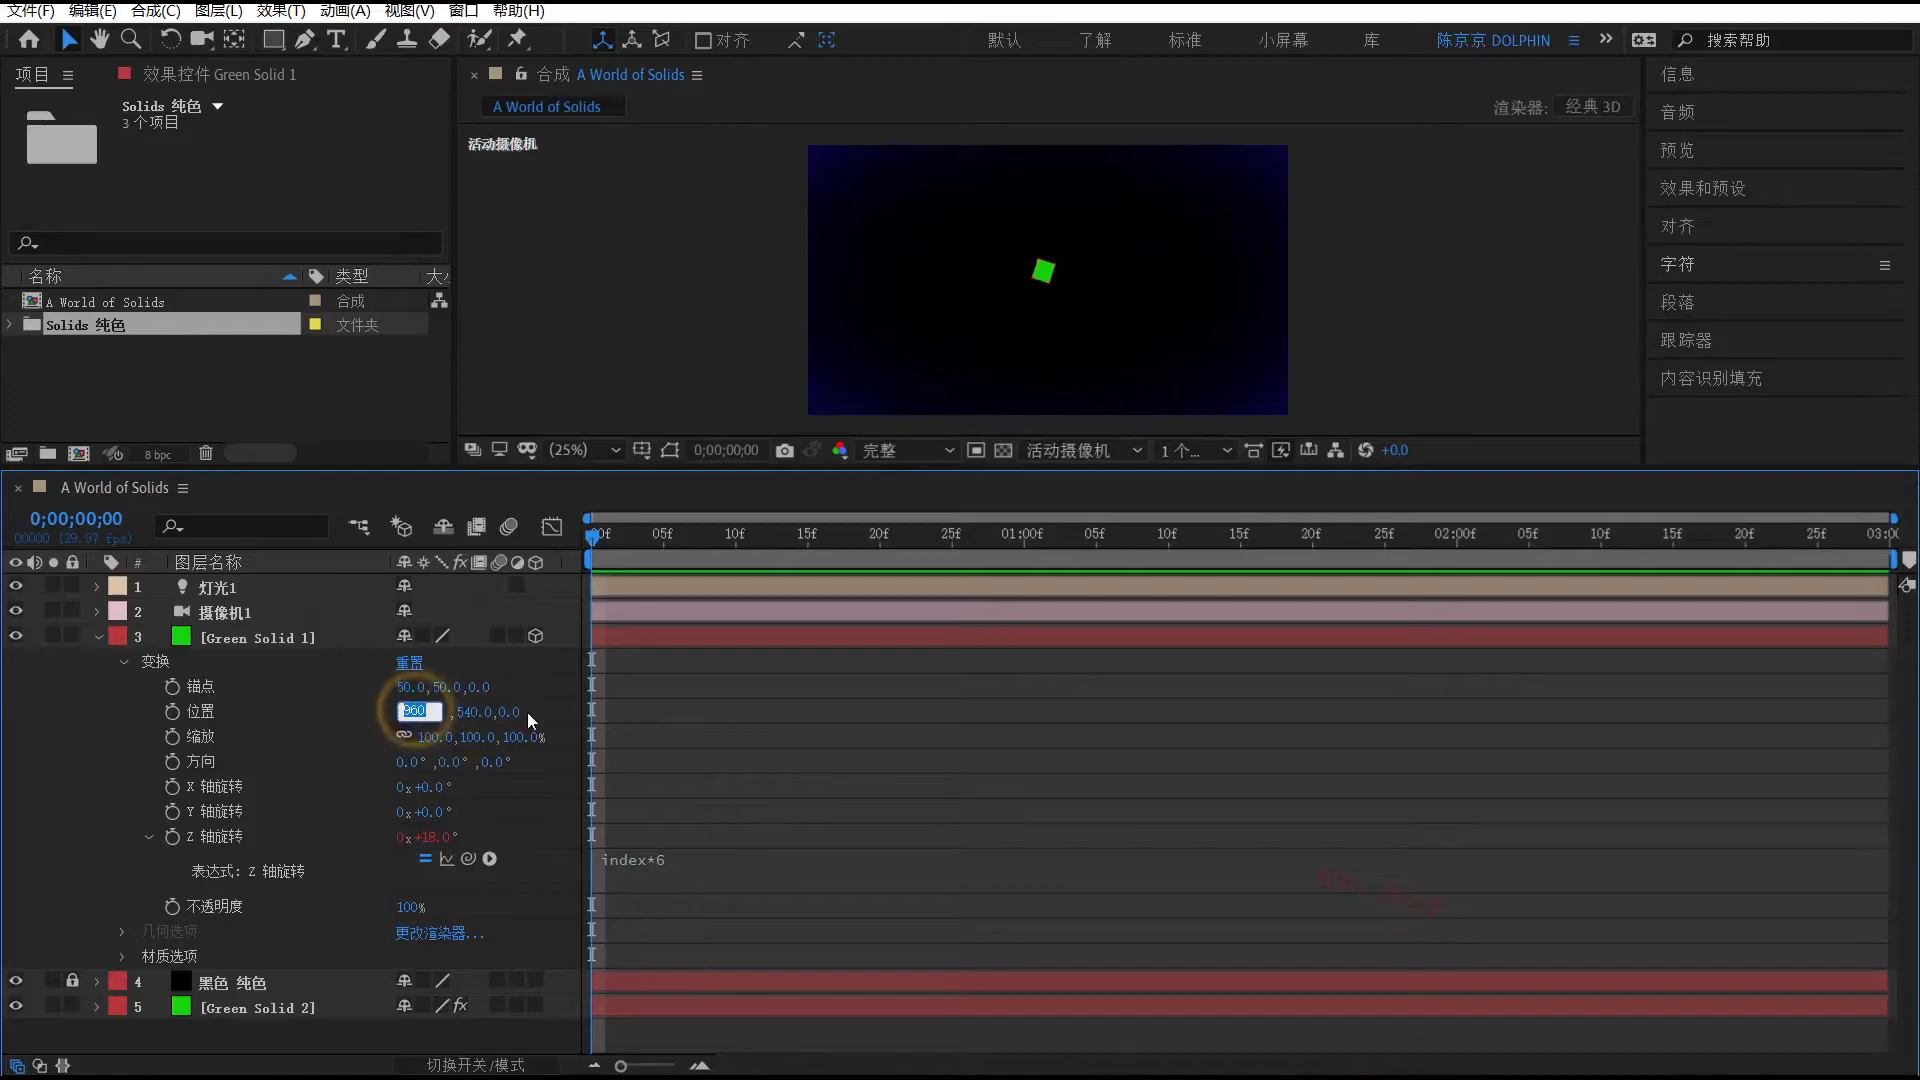 文件(F) 编辑(E) 合成(C) 图层(L) 效果(T) 动画(A) 视图(V) 窗口 帮助(H)
对齐 默认 了解 标准 小屏幕 库 陈京京 DOLPHIN 搜索帮助
项目 效果控件 Green Solid 1
合成 A World of Solids
Solids 纯色
3 个项目
A World of Solids
渲染器: 经典 3D
活动摄像机
信息
音频
预览
效果和预设
对齐
字符
段落
跟踪器
内容识别填充
名称 类型 大小
A World of Solids 合成
Solids 纯色 文件夹
8 bpc
(25%) 0;00;00;00 完整 活动摄像机 1 个... +0.0
A World of Solids
0;00;00;00
00000 (29.97 fps)
00f 05f 10f 15f 20f 25f 01:00f 05f 10f 15f 20f 25f 02:00f 05f 10f 15f 20f 25f 03:00
# 图层名称
1 灯光1
2 摄像机1
3 [Green Solid 1]
变换 重置
锚点 50.0,50.0,0.0
位置 960 ,540.0,0.0
缩放 100.0,100.0,100.0%
方向 0.0°,0.0°,0.0°
X 轴旋转 0x+0.0°
Y 轴旋转 0x+0.0°
Z 轴旋转 0x+18.0°
表达式: Z 轴旋转 index*6
不透明度 100%
几何选项 更改渲染器...
材质选项
4 黑色 纯色
5 [Green Solid 2]
切换开关/模式